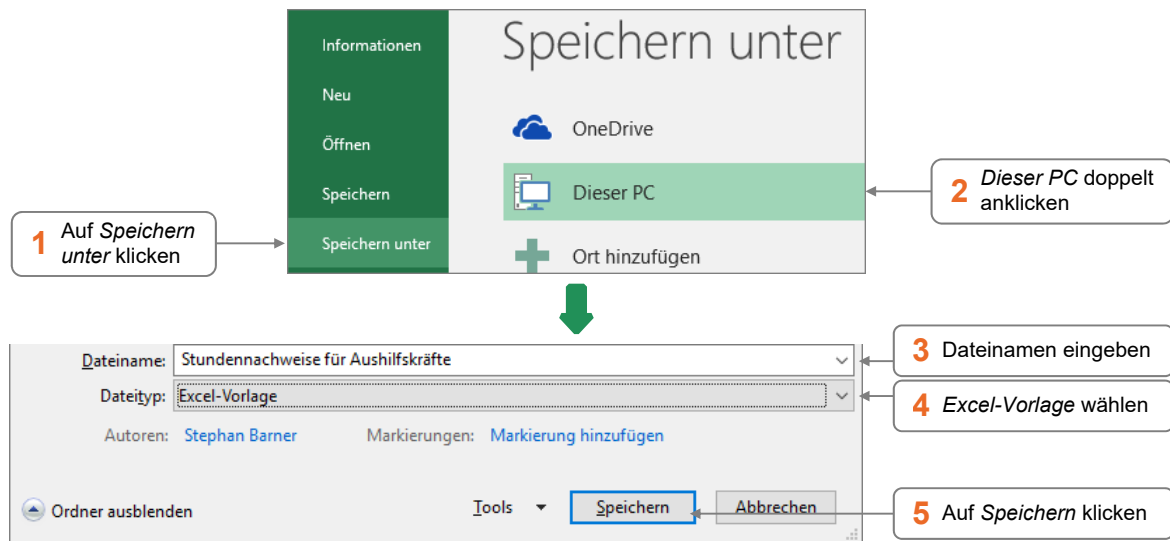 Speichern unter
Informationen
Neu
Öffnen
Speichern
Speichern unter
OneDrive
Dieser PC
Ort hinzufügen
1 Auf Speichern
unter klicken
2 Dieser PC doppelt
anklicken
Dateiname: Stundennachweise für Aushilfskräfte
Dateityp: Excel-Vorlage
Autoren: Stephan Barner Markierungen: Markierung hinzufügen
Ordner ausblenden Tools Speichern Abbrechen
3 Dateinamen eingeben
4 Excel-Vorlage wählen
5 Auf Speichern klicken